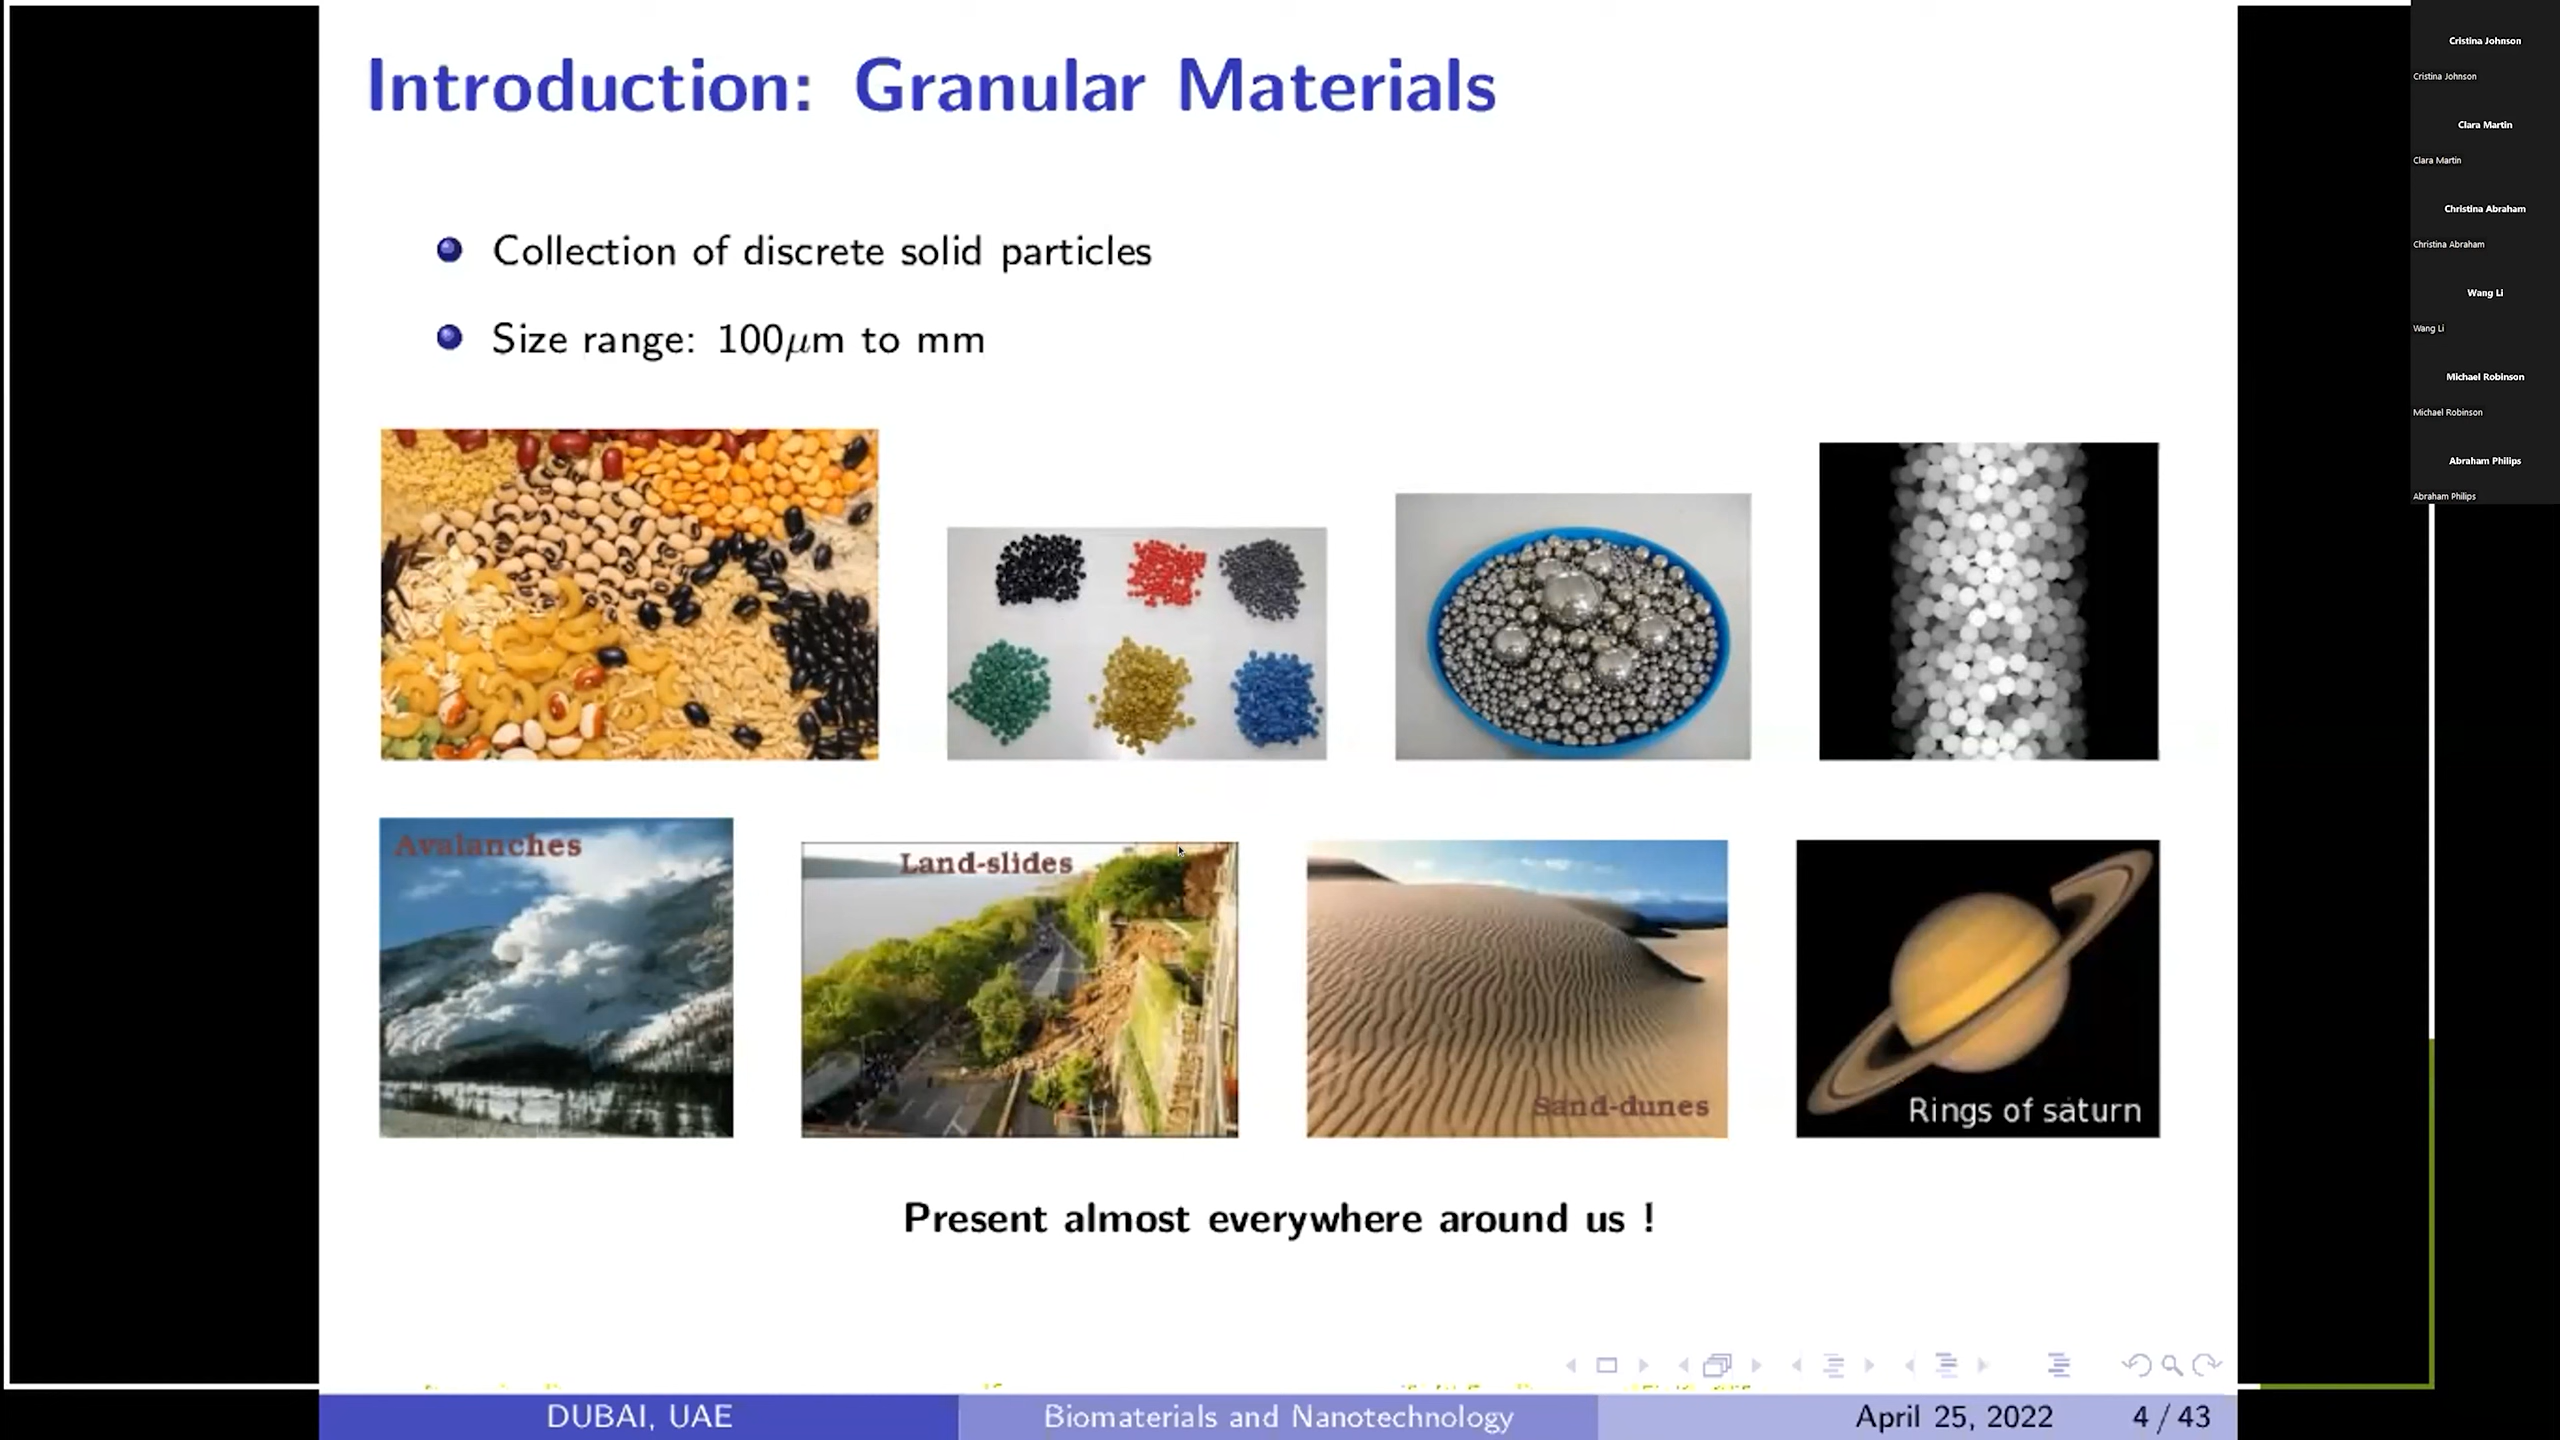 Introduction: Granular Materials
Collection of discrete solid particles
Size range: 100μm to mm
Avalanches
Land-slides
Sand-dunes
Rings of saturn
Present almost everywhere around us !
DUBAI, UAE
Biomaterials and Nanotechnology
April 25, 2022
4 / 43
Cristina Johnson
Cristina Johnson
Clara Martin
Clara Martin
Christina Abraham
Christina Abraham
Wang Li
Wang Li
Michael Robinson
Michael Robinson
Abraham Philips
Abraham Philips